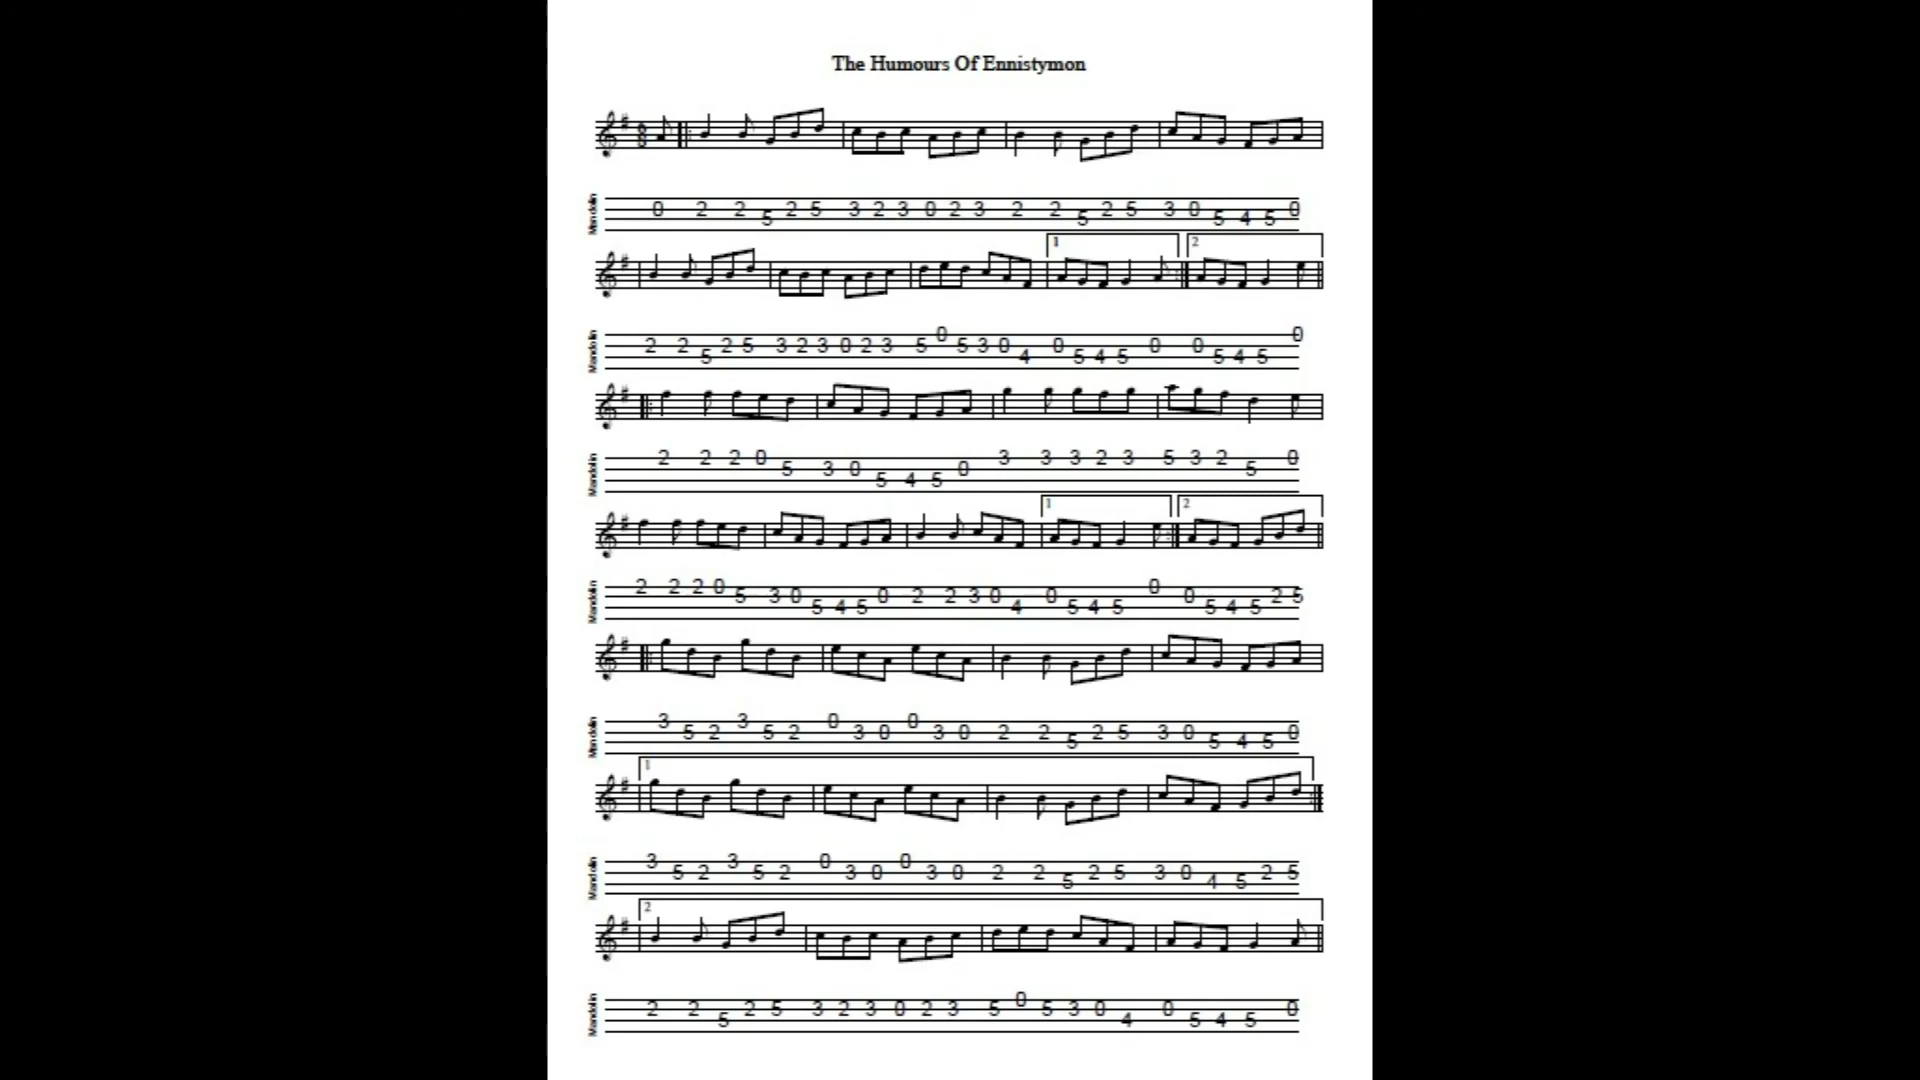 The Humours Of Ennistymon
6
8
Mandolin 0 2 2 5 2 5 3 2 3 0 2 3 2 2 5 2 5 3 0 5 4 5 0
1 2
Mandolin 2 2 5 2 5 3 2 3 0 2 3 5 0 5 3 0 4 0 5 4 5 0 0 5 4 5 0
Mandolin 2 2 2 0 5 3 0 5 4 5 0 3 3 3 2 3 5 3 2 5 0
1 2
Mandolin 2 2 2 0 5 3 0 5 4 5 0 2 2 3 0 4 0 5 4 5 0 0 5 4 5 2 5
Mandolin 3 5 2 3 5 2 0 3 0 0 3 0 2 2 5 2 5 3 0 5 4 5 0
1
Mandolin 3 5 2 3 5 2 0 3 0 0 3 0 2 2 5 2 5 3 0 4 5 2 5
2
Mandolin 2 2 5 2 5 3 2 3 0 2 3 5 0 5 3 0 4 0 5 4 5 0